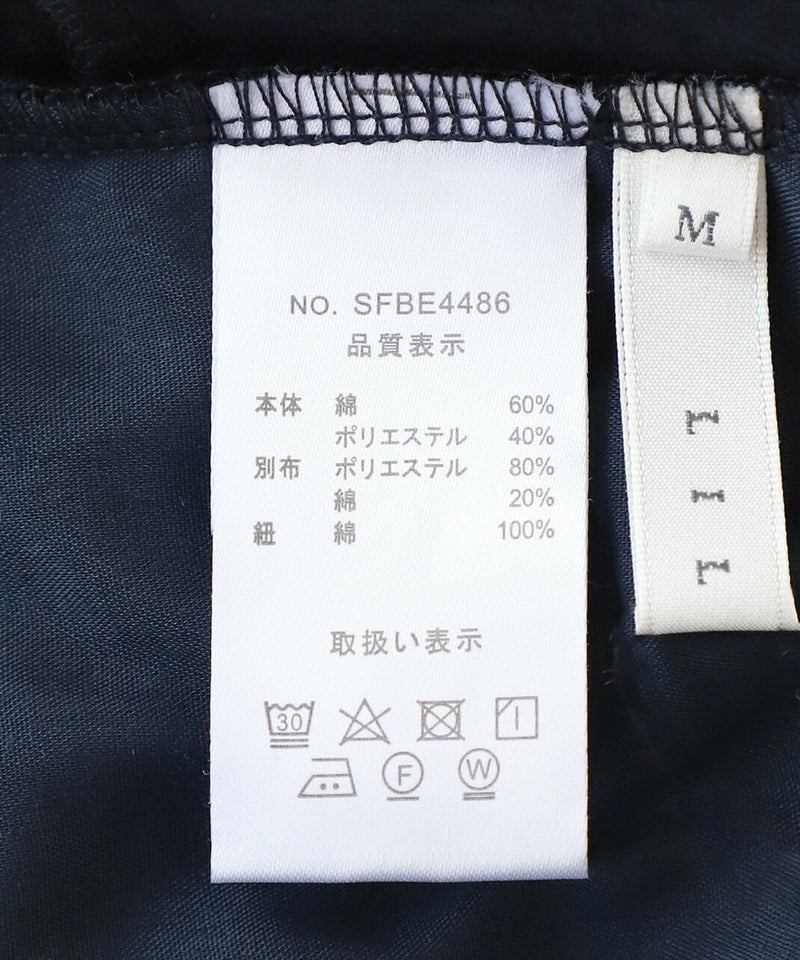 NO. SFBE4486
品質表示
本体 綿 60%
ポリエステル 40%
別布 ポリエステル 80%
綿 20%
紐 綿 100%
取扱い表示
30
F W
M
L
I
L